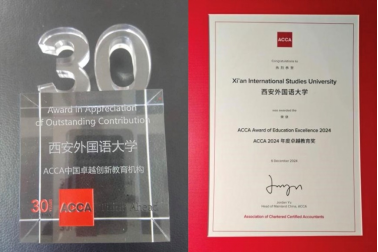 30
Award in Appreciation
of Outstanding Contribution
西安外国语大学
ACCA中国卓越创新教育机构
30
ACCA
ACCA
Xi'an International Studies University
西安外国语大学
ACCA Award of Education Excellence 2024
ACCA 2024 年度卓越教育奖
Association of Chartered Certified Accountants